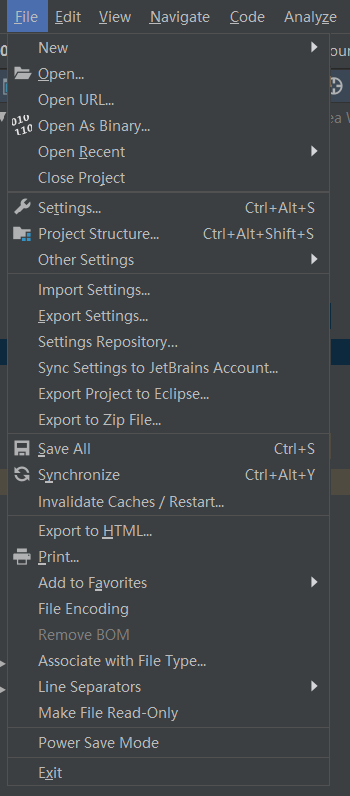 File Edit View Navigate Code Analyze
New
Open...
Open URL...
010
110
Open As Binary...
Open Recent
Close Project
Settings... Ctrl+Alt+S
Project Structure... Ctrl+Alt+Shift+S
Other Settings
Import Settings...
Export Settings...
Settings Repository...
Sync Settings to JetBrains Account...
Export Project to Eclipse...
Export to Zip File...
Save All Ctrl+S
Synchronize Ctrl+Alt+Y
Invalidate Caches / Restart...
Export to HTML...
Print...
Add to Favorites
File Encoding
Remove BOM
Associate with File Type...
Line Separators
Make File Read-Only
Power Save Mode
Exit